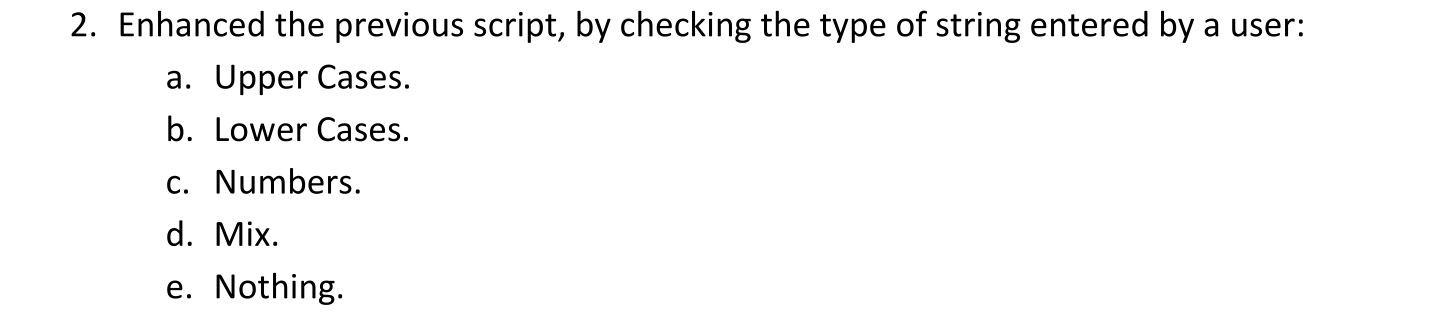 2. Enhanced the previous script, by checking the type of string entered by a user:
a. Upper Cases.
b. Lower Cases.
c. Numbers.
d. Mix.
e. Nothing.